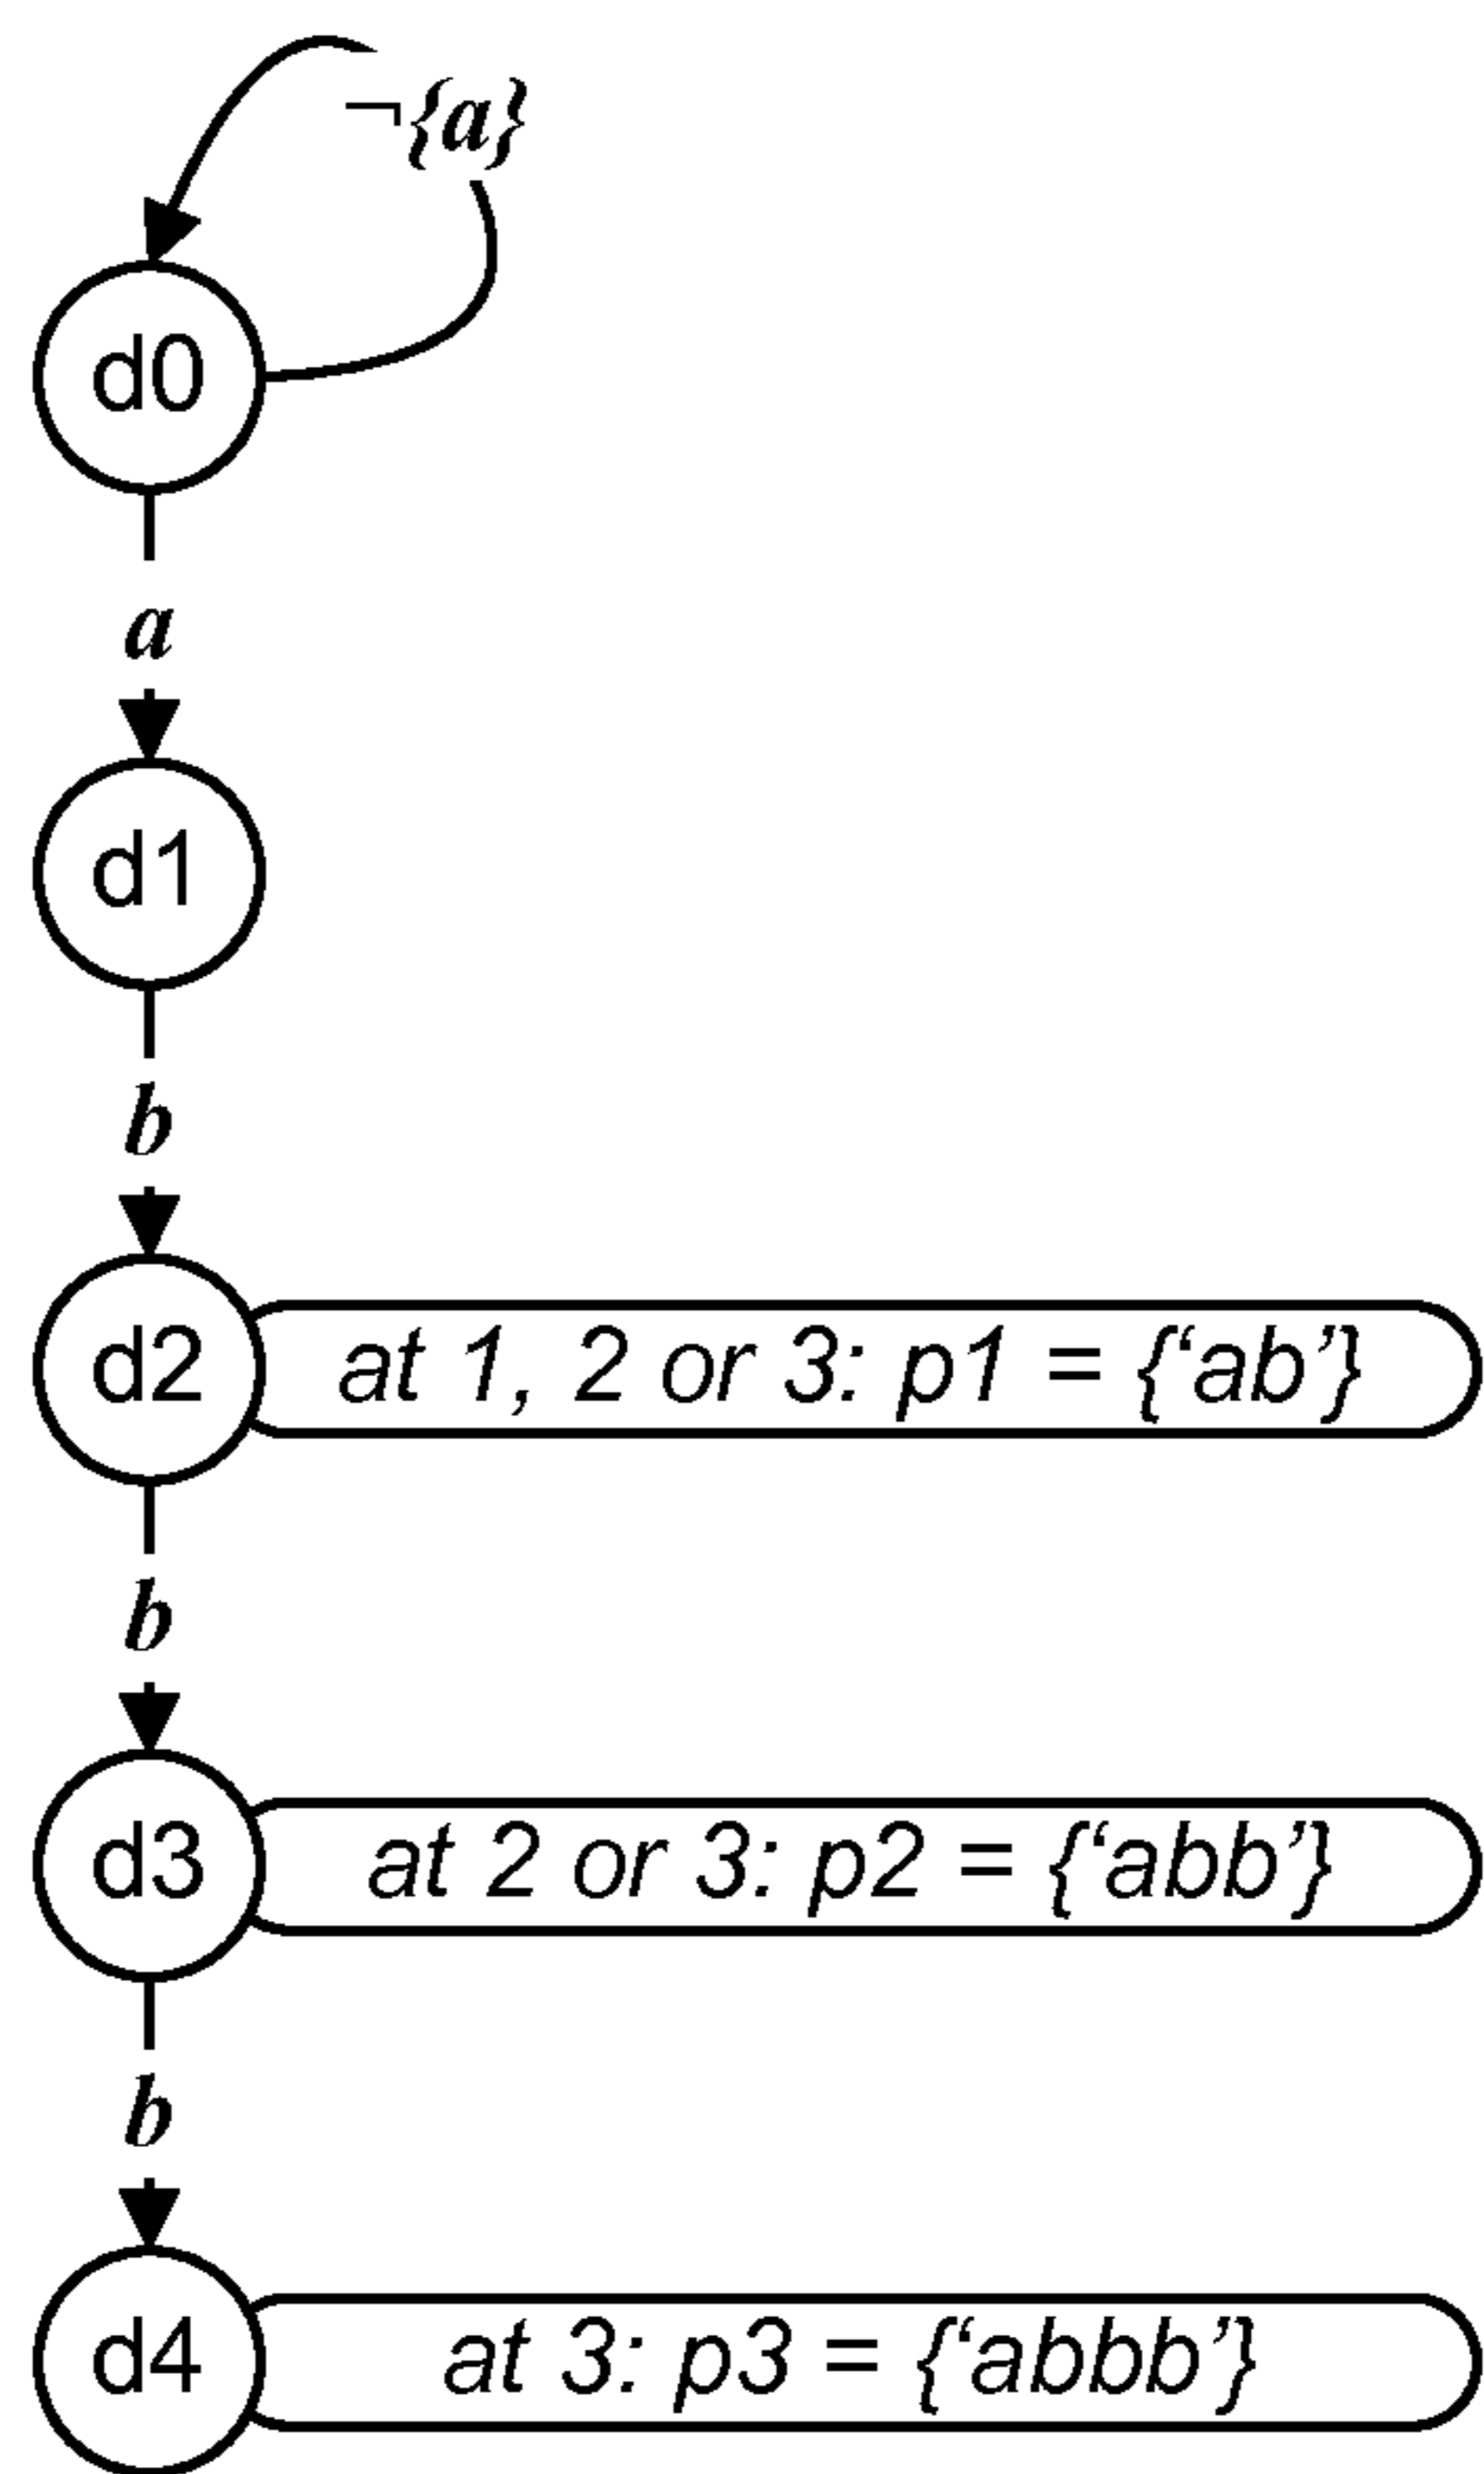 ¬{a}
d0
a
d1
b
d2 at 1, 2 or 3: p1 = {‘ab’}
b
d3 at 2 or 3: p2 = {‘abb’}
b
d4 at 3: p3 = {‘abbb’}